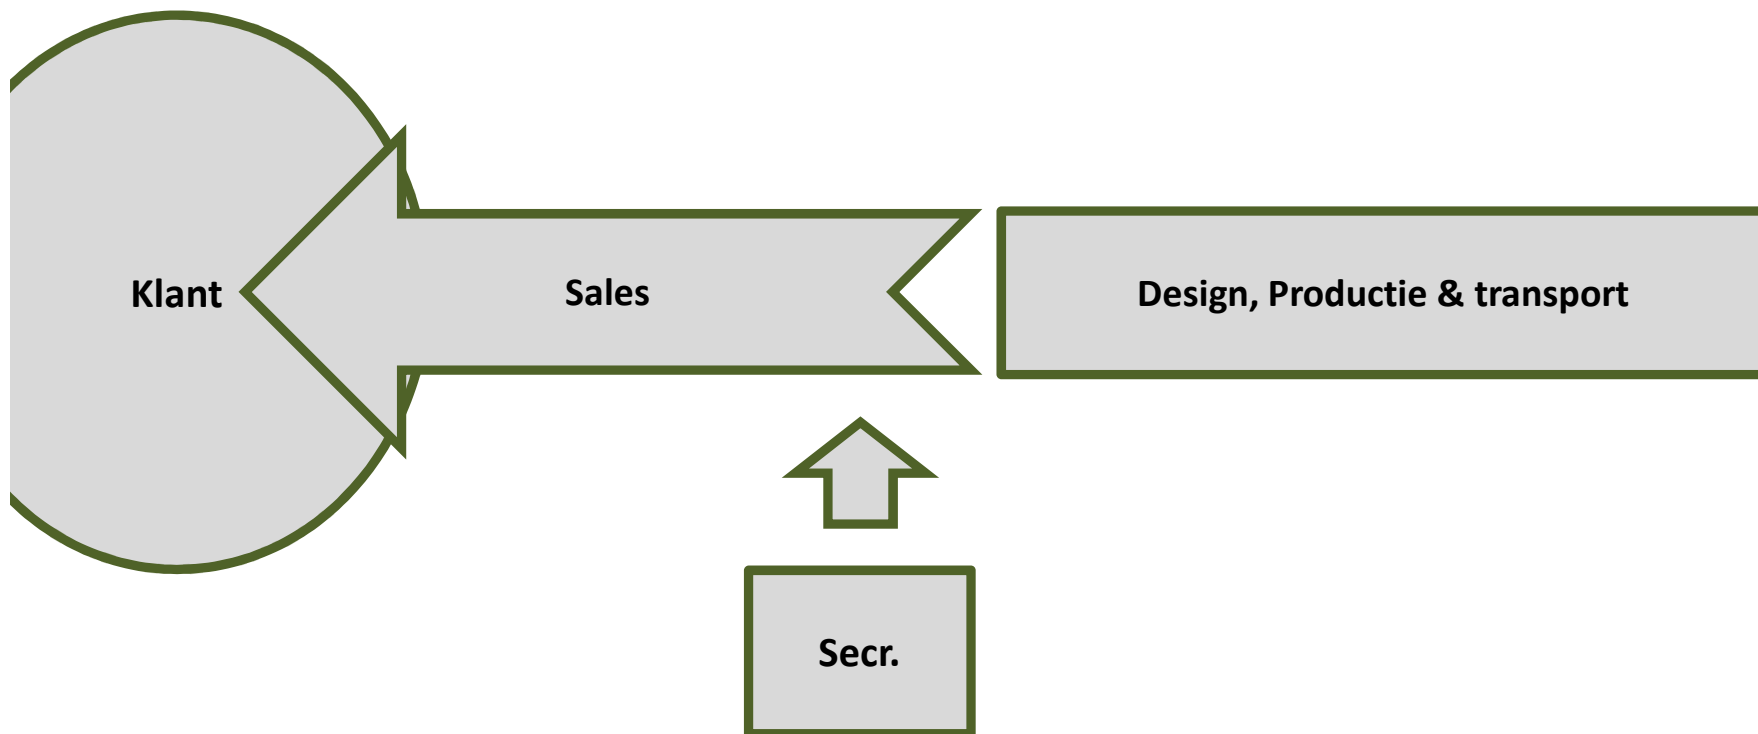 Klant
Sales
Design, Productie & transport
Secr.